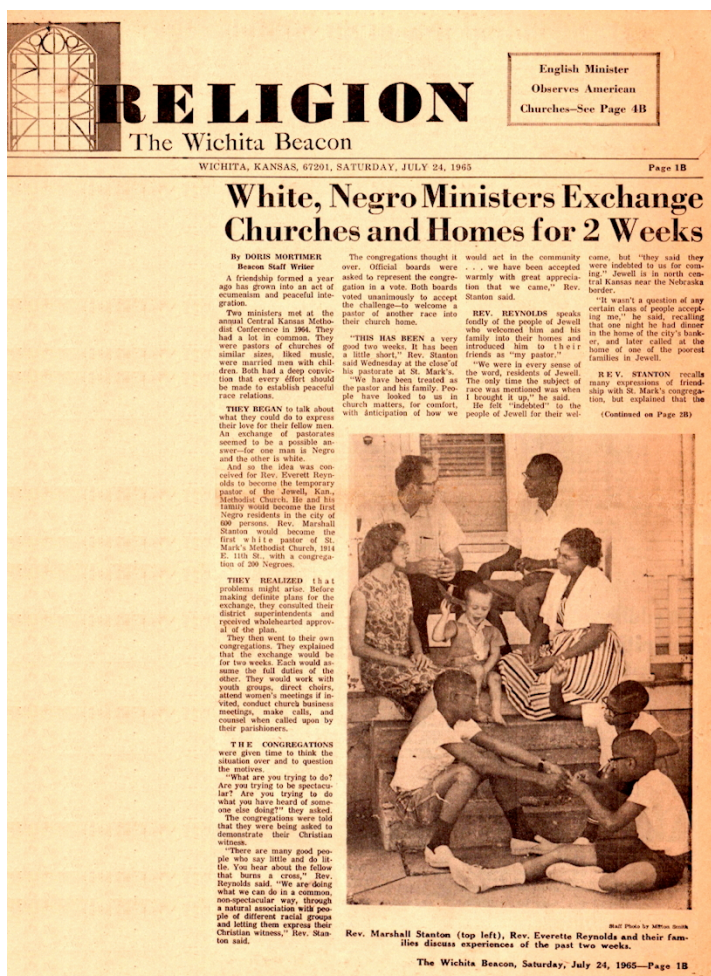 RELIGION
The Wichita Beacon
English Minister
Observes American
Churches—See Page 4B
WICHITA, KANSAS, 67201, SATURDAY, JULY 24, 1965
Page 1B
White, Negro Ministers Exchange
Churches and Homes for 2 Weeks
By DORIS MORTIMER
Beacon Staff Writer
A friendship formed a year
ago has grown into an act of
ecumenism and peaceful inte-
gration.
Two ministers met at the
annual Central Kansas Metho-
dist Conference in 1964. They
had a lot in common. They
were pastors of churches of
similar sizes, liked music,
were married men with chil-
dren. Both had a deep convic-
tion that every effort should
be made to establish peaceful
race relations.
THEY BEGAN to talk about
what they could do to express
their love for their fellow men.
An exchange of pastorates
seemed to be a possible an-
swer—for one man is Negro
and the other is white.
And so the idea was con-
ceived for Rev. Everett Reyn-
olds to become the temporary
pastor of the Jewell, Kan.,
Methodist Church. He and his
family would become the first
Negro residents in the city of
600 persons. Rev. Marshall
Stanton would become the
first white pastor of St.
Mark's Methodist Church, 1914
E. 11th St., with a congrega-
tion of 200 Negroes.
THEY REALIZED that
problems might arise. Before
making definite plans for the
exchange, they consulted their
district superintendents and
received wholehearted approv-
al of the plan.
They then went to their own
congregations. They explained
that the exchange would be
for two weeks. Each would as-
sume the full duties of the
other. They would work with
youth groups, direct choirs,
attend women's meetings if in-
vited, conduct church business
meetings, make calls, and
counsel when called upon by
their parishioners.
THE CONGREGATIONS
were given time to think the
situation over and to question
the motives.
"What are you trying to do?
Are you trying to be spectacu-
lar? Are you trying to do
what you have heard of some-
one else doing?" they asked.
The congregations were told
that they were being asked to
demonstrate their Christian
witness.
"There are many good peo-
ple who say little and do lit-
tle. You hear about the fellow
that burns a cross," Rev.
Reynolds said. "We are doing
what we can do in a common,
non-spectacular way, through
a natural association with peo-
ple of different racial groups
and letting them express their
Christian witness," Rev. Stan-
ton said.
The congregations thought it
over. Official boards were
asked to represent the congre-
gation in a vote. Both boards
voted unanimously to accept
the challenge—to welcome a
pastor of another race into
their church home.
"THIS HAS BEEN a very
good two weeks. It has been
a little short," Rev. Stanton
said Wednesday at the close of
his pastorate at St. Mark's.
"We have been treated as
the pastor and his family. Peo-
ple have looked to us in
church matters, for comfort,
with anticipation of how we
would act in the community
. . . we have been accepted
warmly with great apprecia-
tion that we came," Rev.
Stanton said.
REV. REYNOLDS speaks
fondly of the people of Jewell
who welcomed him and his
family into their homes and
introduced him to their
friends as "my pastor."
"We were in every sense of
the word, residents of Jewell.
The only time the subject of
race was mentioned was when
I brought it up," he said.
He felt "indebted" to the
people of Jewell for their wel-
come, but "they said they
were indebted to us for com-
ing." Jewell is in north cen-
tral Kansas near the Nebraska
border.
"It wasn't a question of any
certain class of people accept-
ing me," he said, recalling
that one night he had dinner
in the home of the city's bank-
er, and later called at the
home of one of the poorest
families in Jewell.
REV. STANTON recalls
many expressions of friend-
ship with St. Mark's congrega-
tion, but explained that the
(Continued on Page 2B)
Staff Photo by Milton Smith
Rev. Marshall Stanton (top left), Rev. Everette Reynolds and their fam-
ilies discuss experiences of the past two weeks.
The Wichita Beacon, Saturday, July 24, 1965—Page 1B